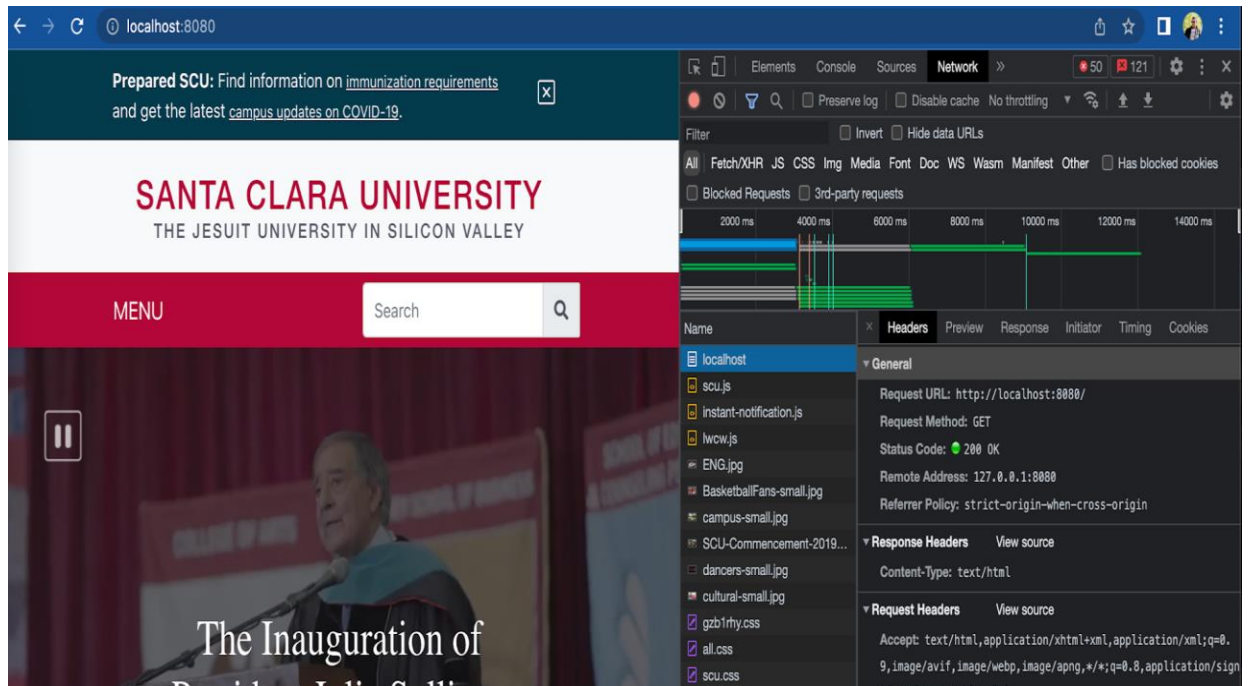 localhost:8080
Prepared SCU: Find information on immunization requirements
and get the latest campus updates on COVID-19.
SANTA CLARA UNIVERSITY
THE JESUIT UNIVERSITY IN SILICON VALLEY
MENU
Search
The Inauguration of
Elements Console Sources Network » 50 121
Preserve log Disable cache No throttling
Filter Invert Hide data URLs
All Fetch/XHR JS CSS Img Media Font Doc WS Wasm Manifest Other Has blocked cookies
Blocked Requests 3rd-party requests
2000 ms 4000 ms 6000 ms 8000 ms 10000 ms 12000 ms 14000 ms
Name
localhost
scu.js
instant-notification.js
lwcw.js
ENG.jpg
BasketballFans-small.jpg
campus-small.jpg
SCU-Commencement-2019...
dancers-small.jpg
cultural-small.jpg
gzb1rhy.css
all.css
scu.css
× Headers Preview Response Initiator Timing Cookies
General
Request URL: http://localhost:8080/
Request Method: GET
Status Code: 200 OK
Remote Address: 127.0.0.1:8080
Referrer Policy: strict-origin-when-cross-origin
Response Headers View source
Content-Type: text/html
Request Headers View source
Accept: text/html,application/xhtml+xml,application/xml;q=0.
9,image/avif,image/webp,image/apng,*/*;q=0.8,application/sign